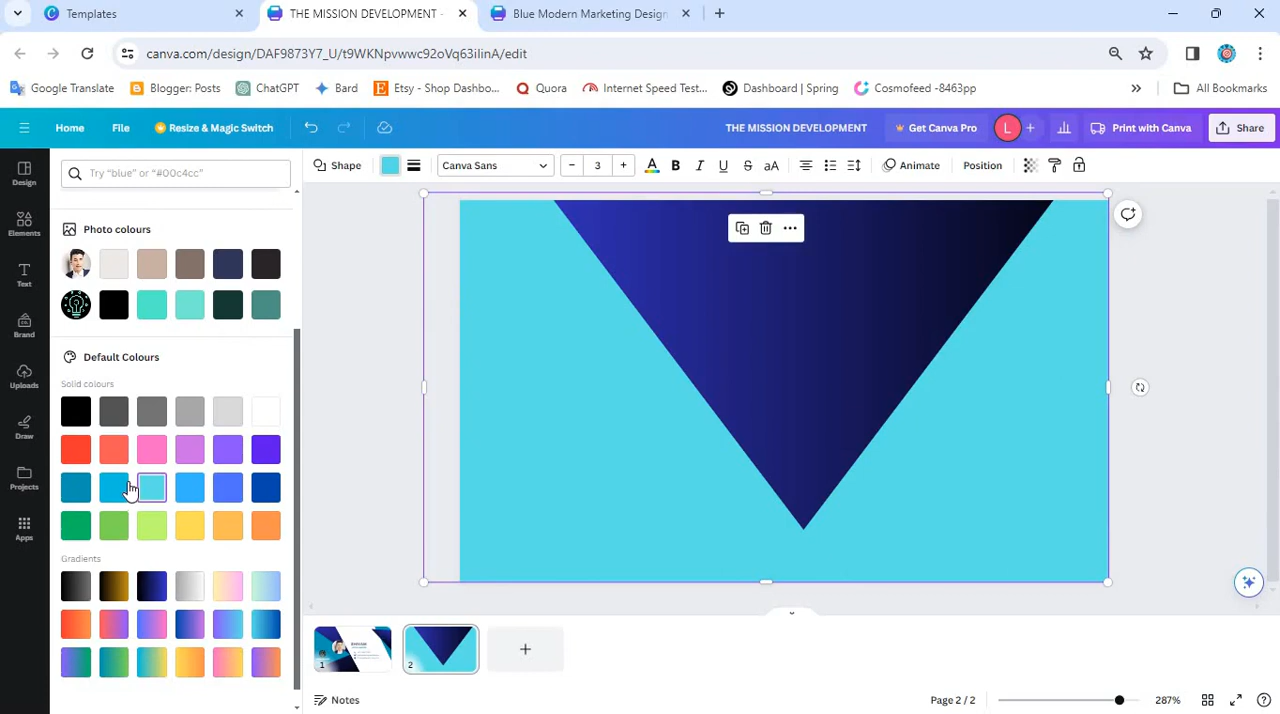 Templates
THE MISSION DEVELOPMENT -
Blue Modern Marketing Design
canva.com/design/DAF9873Y7_U/t9WKNpvwwc92oVq63iIinA/edit
Google Translate
Blogger: Posts
ChatGPT
Bard
Etsy - Shop Dashbo...
Quora
Internet Speed Test...
Dashboard | Spring
Cosmofeed -8463pp
All Bookmarks
Home
File
Resize & Magic Switch
THE MISSION DEVELOPMENT
Get Canva Pro
L
Print with Canva
Share
Design
Elements
Text
Brand
Uploads
Draw
Projects
Apps
Try "blue" or "#00c4cc"
Shape
Canva Sans
3
A
B
I
U
S
aA
Animate
Position
Photo colours
Default Colours
Solid colours
Gradients
1
2
Notes
Page 2 / 2
287%